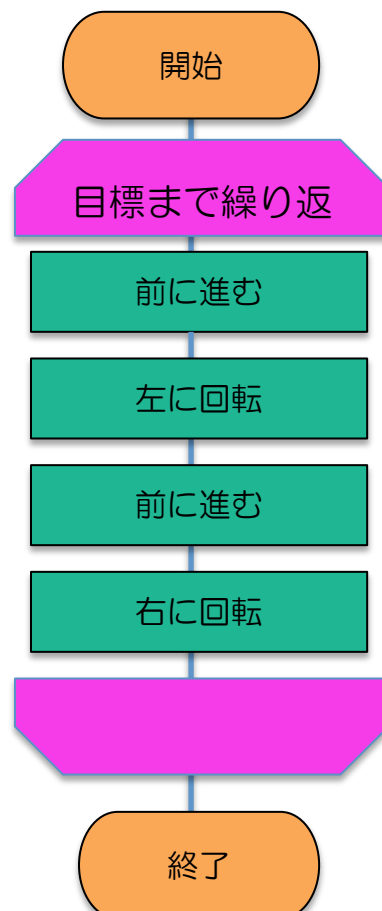 開始
目標まで繰り返
前に進む
左に回転
前に進む
右に回転
終了